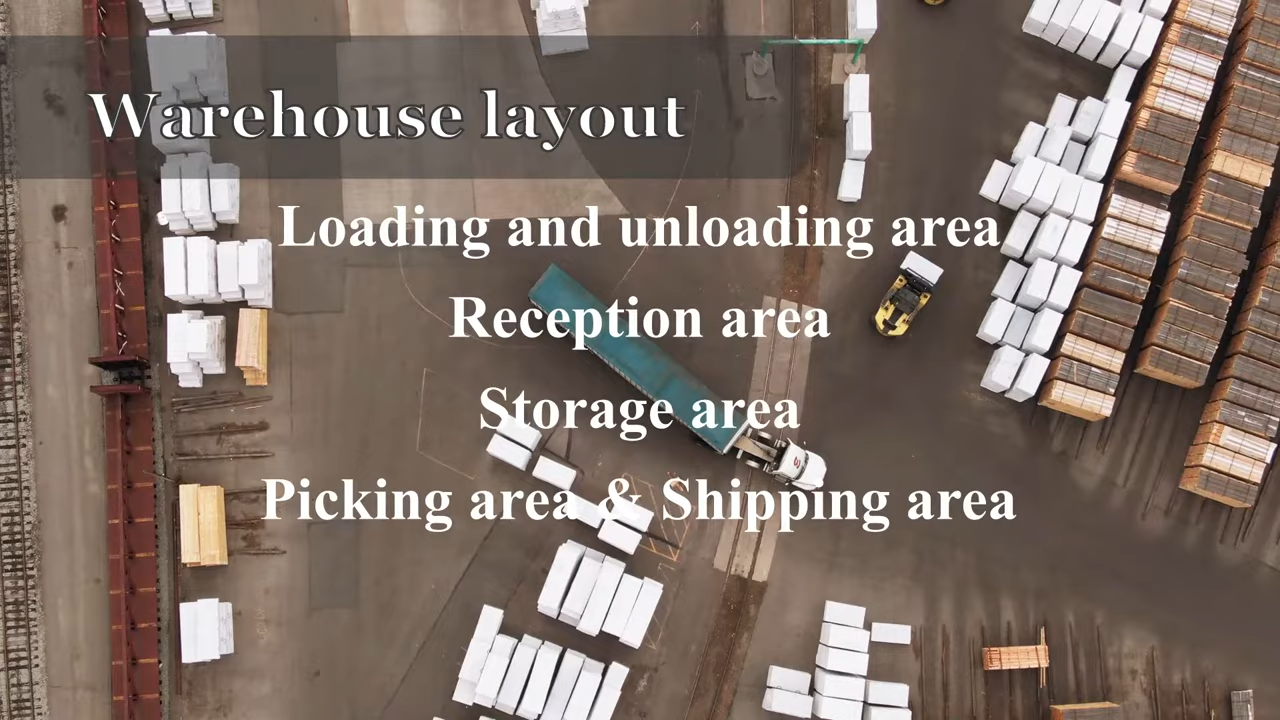 Warehouse layout
Loading and unloading area
Reception area
Storage area
Picking area & Shipping area